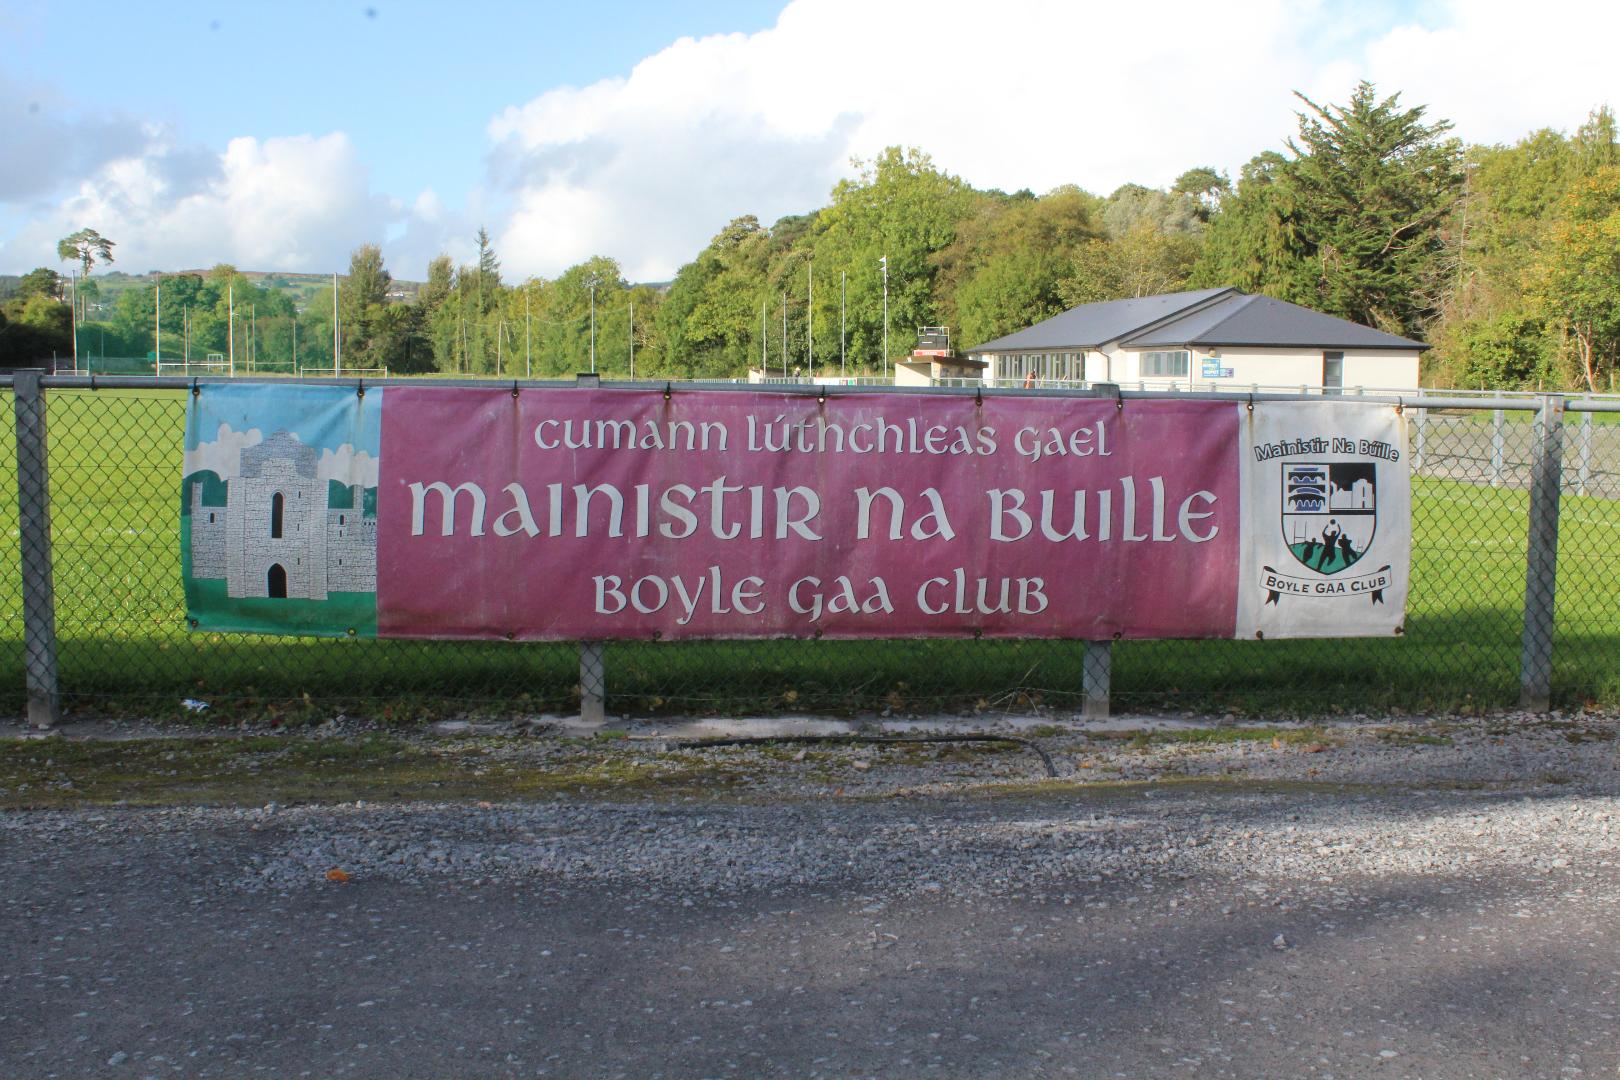 Cumann Lúthchleas Gael
Mainistir na Buille
Boyle GAA Club
Mainistir Na Búille
Boyle GAA Club